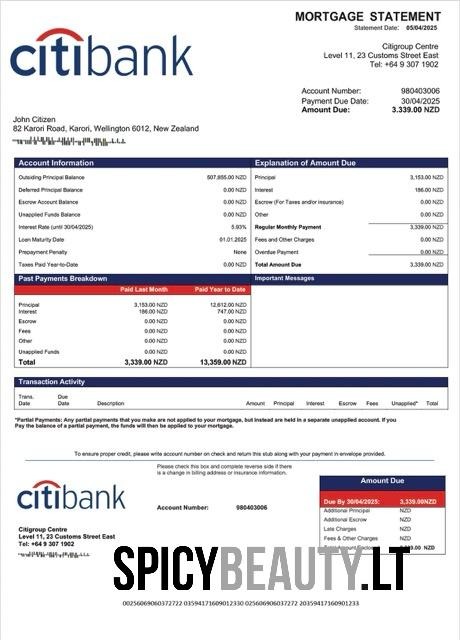 MORTGAGE STATEMENT
Statement Date: 05/04/2025
citibank
Citigroup Centre
Level 11, 23 Customs Street East
Tel: +64 9 307 1902
Account Number: 980403006
Payment Due Date: 30/04/2025
Amount Due: 3.339.00 NZD
John Citizen
82 Karori Road, Karori, Wellington 6012, New Zealand
Account Information Explanation of Amount Due
Outsiding Principal Balance 507,855.00 NZD Principal 3,153.00 NZD
Deferred Principal Balance 0.00 NZD Interest 186.00 NZD
Escrow Account Balance 0.00 NZD Escrow (For Taxes and/or insurance) 0.00 NZD
Unapplied Funds Balance 0.00 NZD Other 0.00 NZD
Interest Rate (until 30/04/2025) 5.93% Regular Monthly Payment 3,339.00 NZD
Loan Maturity Date 01.01.2025 Fees and Other Charges 0.00 NZD
Prepayment Penalty None Overdue Payment 0.00 NZD
Taxes Paid Year-to-Date 0.00 NZD Total Amount Due 3,339.00 NZD
Past Payments Breakdown Important Messages
Paid Last Month Paid Year to Date
Principal 3,153.00 NZD 12,612.00 NZD
Interest 186.00 NZD 747.00 NZD
Escrow 0.00 NZD 0.00 NZD
Fees 0.00 NZD 0.00 NZD
Other 0.00 NZD 0.00 NZD
Unapplied Funds 0.00 NZD 0.00 NZD
Total 3,339.00 NZD 13,359.00 NZD
Transaction Activity
Trans. Due
Date Date Description Amount Principal Interest Escrow Fees Unapplied* Total
*Partial Payments: Any partial payments that you make are not applied to your mortgage, but instead are held in a separate unapplied account. If you
Pay the balance of a partial payment, the funds will then be applied to your mortgage.
To ensure proper credit, please write account number on check and return this stub along with your payment in envelope provided.
Please check this box and complete reverse side if there
is a change in billing address or insurance information.
citibank
Account Number: 980403006
Citigroup Centre
Level 11, 23 Customs Street East
Tel: +64 9 307 1902
Amount Due
Due By 30/04/2025: 3,339.00NZD
Additional Principal NZD
Additional Escrow NZD
Late Charges NZD
Fees & Other Charges NZD
NZD
SPICYBEAUTY.LT
00256069060372722 03594171609012330 02560690372722 20359417160901233